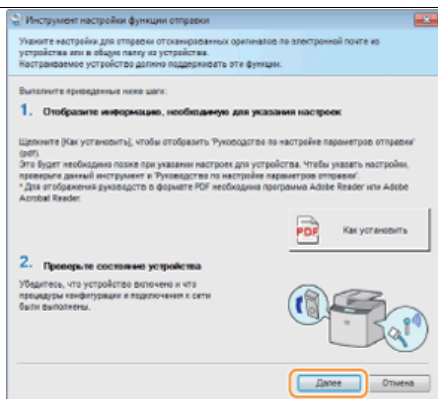 Инструмент настройки функции отправки
Укажите настройки для отправки отсканированных оригиналов по электронной почте из
устройства или в общую папку из устройства.
Настраиваемое устройство должно поддерживать эти функции.
Выполните приведенные ниже шаги:
1. Отобразите информацию, необходимую для указания настроек
Щелкните [Как установить], чтобы отобразить 'Руководство по настройке параметров отправки'
(pdf).
Это будет необходимо позже при указании настроек для устройства. Чтобы указать настройки,
проверьте данный инструмент и 'Руководство по настройке параметров отправки'.
* Для отображения руководств в формате PDF необходима программа Adobe Reader или Adobe
Acrobat Reader.
PDF Как установить
2. Проверьте состояние устройства
Убедитесь, что устройство включено и что
процедуры конфигурации и подключения к сети
были выполнены.
Далее Отмена